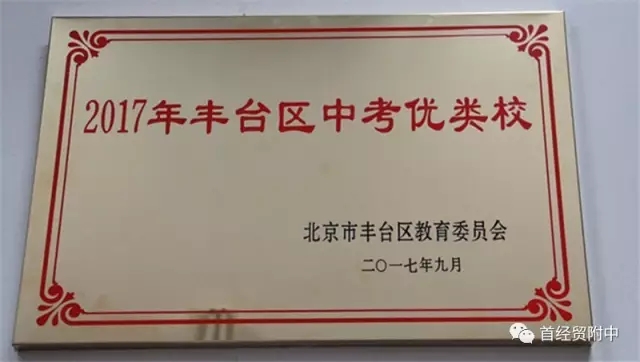 2017年丰台区中考优类校
北京市丰台区教育委员会
二〇一七年九月
首经贸附中